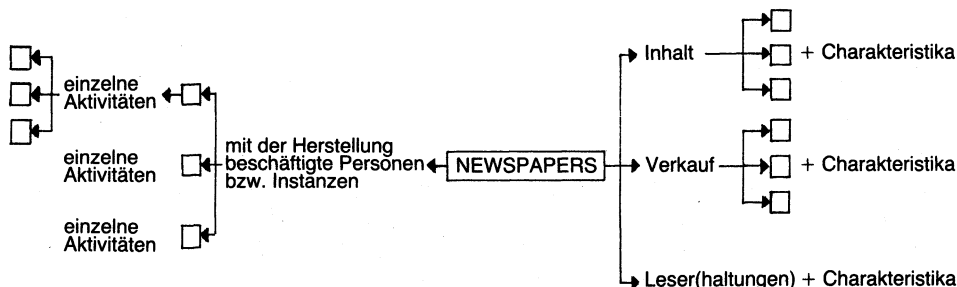 einzelne
Aktivitäten
einzelne
Aktivitäten
einzelne
Aktivitäten
mit der Herstellung
beschäftigte Personen
bzw. Instanzen
NEWSPAPERS
Inhalt
+ Charakteristika
Verkauf
+ Charakteristika
Leser(haltungen) + Charakteristika